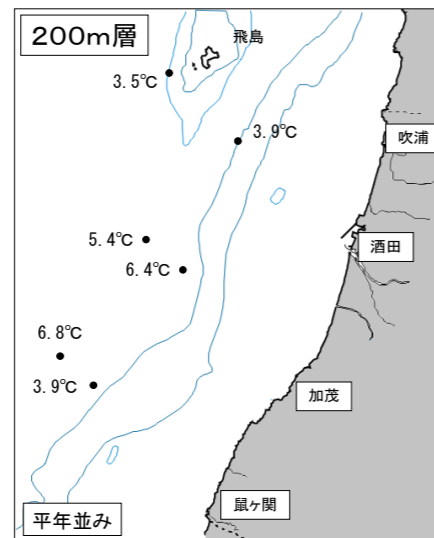 200m層
飛島
3.5℃
3.9℃
吹浦
5.4℃
酒田
6.4℃
6.8℃
3.9℃
加茂
鼠ヶ関
平年並み